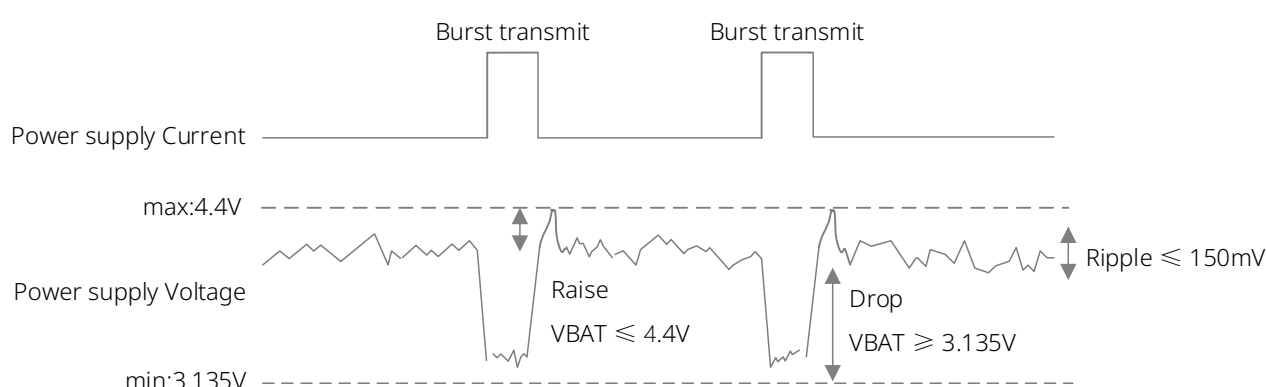 Burst transmit
Burst transmit
Power supply Current
max:4.4V
Ripple ≤ 150mV
Power supply Voltage
Raise
Drop
VBAT ≤ 4.4V
VBAT ≥ 3.135V
min:3.135V